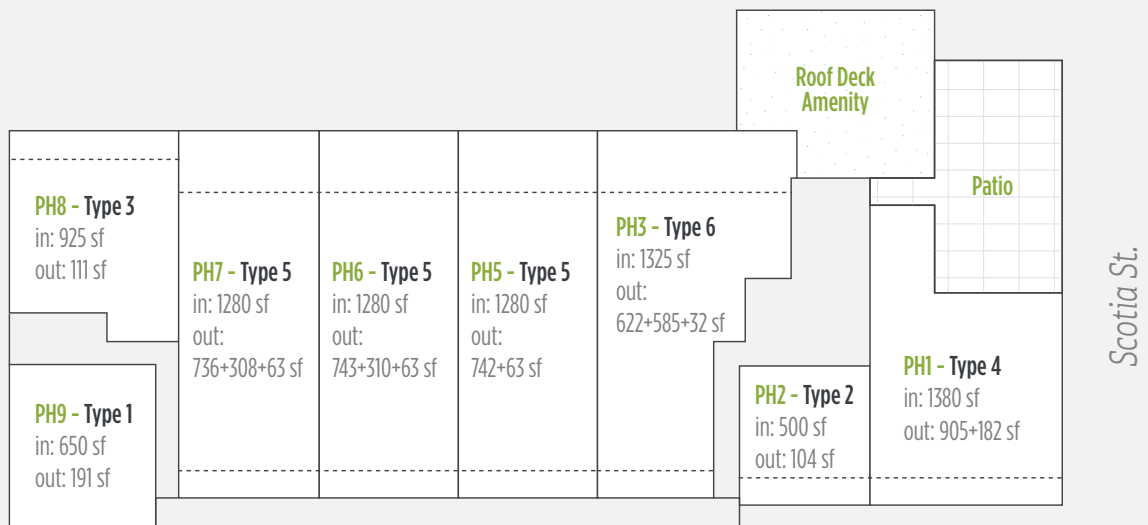 Roof Deck
Amenity
Patio
PH8 - Type 3
in: 925 sf
out: 111 sf
PH7 - Type 5
in: 1280 sf
out:
736+308+63 sf
PH6 - Type 5
in: 1280 sf
out:
743+310+63 sf
PH5 - Type 5
in: 1280 sf
out:
742+63 sf
PH3 - Type 6
in: 1325 sf
out:
622+585+32 sf
PH9 - Type 1
in: 650 sf
out: 191 sf
PH2 - Type 2
in: 500 sf
out: 104 sf
PH1 - Type 4
in: 1380 sf
out: 905+182 sf
Scotia St.